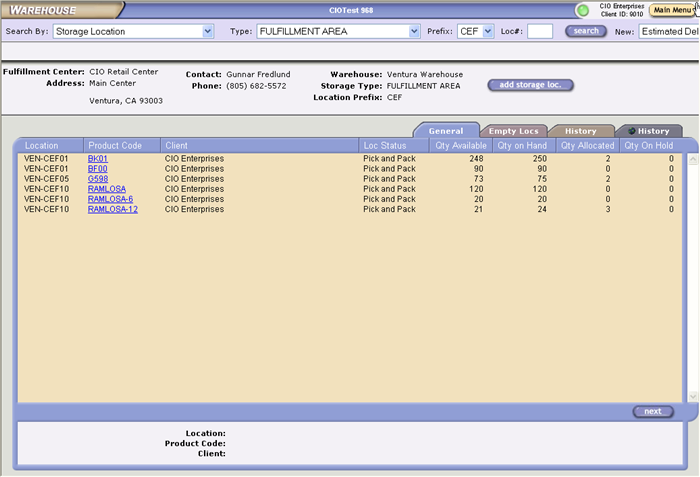 WAREHOUSE CIOTest 968 CIO Enterprises Client ID: 9010 Main Menu
Search By: Storage Location Type: FULFILLMENT AREA Prefix: CEF Loc#: search New: Estimated Del
Fulfillment Center: CIO Retail Center Contact: Gunnar Fredlund Warehouse: Ventura Warehouse
Address: Main Center Phone: (805) 682-5572 Storage Type: FULFILLMENT AREA add storage loc.
Location Prefix: CEF
Ventura, CA 93003
General Empty Locs History History
Location Product Code Client Loc Status Qty Available Qty on Hand Qty Allocated Qty On Hold
VEN-CEF01 BK01 CIO Enterprises Pick and Pack 248 250 2 0
VEN-CEF01 BF00 CIO Enterprises Pick and Pack 90 90 0 0
VEN-CEF05 G598 CIO Enterprises Pick and Pack 73 75 2 0
VEN-CEF10 RAMLOSA CIO Enterprises Pick and Pack 120 120 0 0
VEN-CEF10 RAMLOSA-6 CIO Enterprises Pick and Pack 20 20 0 0
VEN-CEF10 RAMLOSA-12 CIO Enterprises Pick and Pack 21 24 3 0
next
Location:
Product Code:
Client: